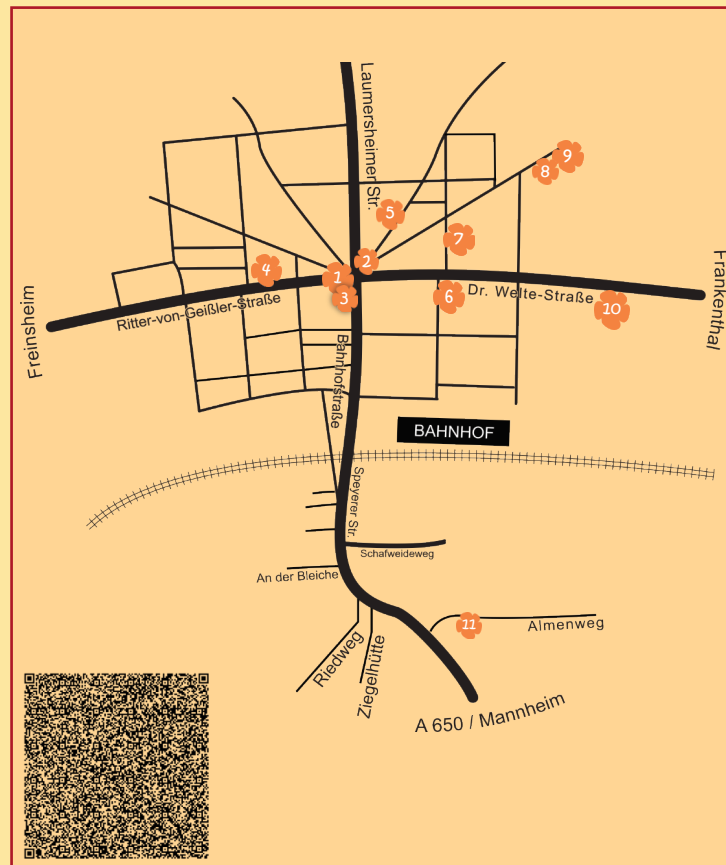 Laumersheimer Str.
9
8
5
7
2
4
1
3
6
Dr. Welte-Straße
10
Frankenthal
Freinsheim
Ritter-von-Geißler-Straße
Bahnhofstraße
BAHNHOF
Speyerer Str.
Schafweideweg
An der Bleiche
11
Almenweg
Riedweg
Ziegelhütte
A 650 / Mannheim